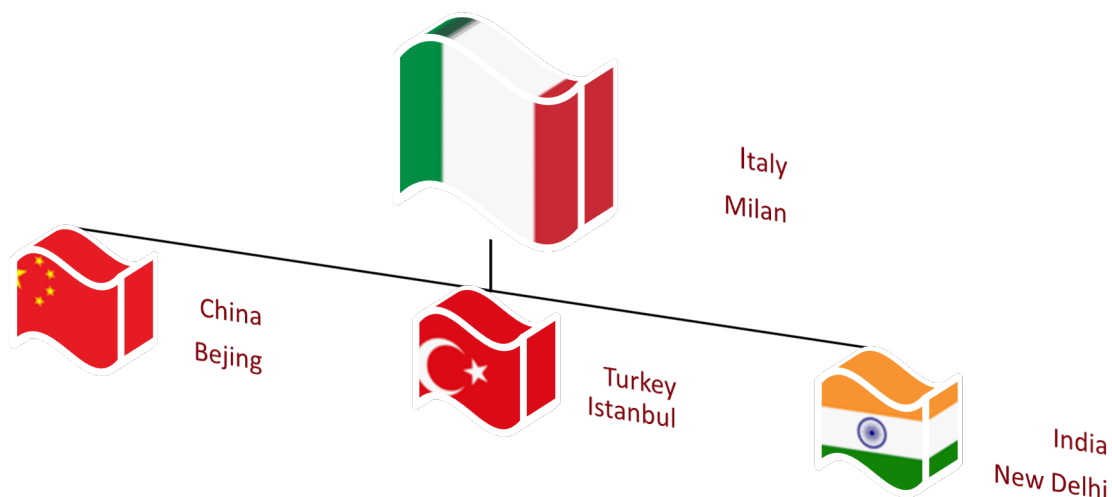 Italy
Milan
China
Bejing
Turkey
Istanbul
India
New Delhi